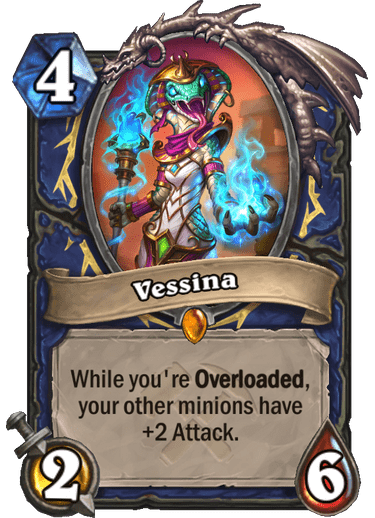 4
Vessina
While you're Overloaded,
your other minions have
+2 Attack.
2
6